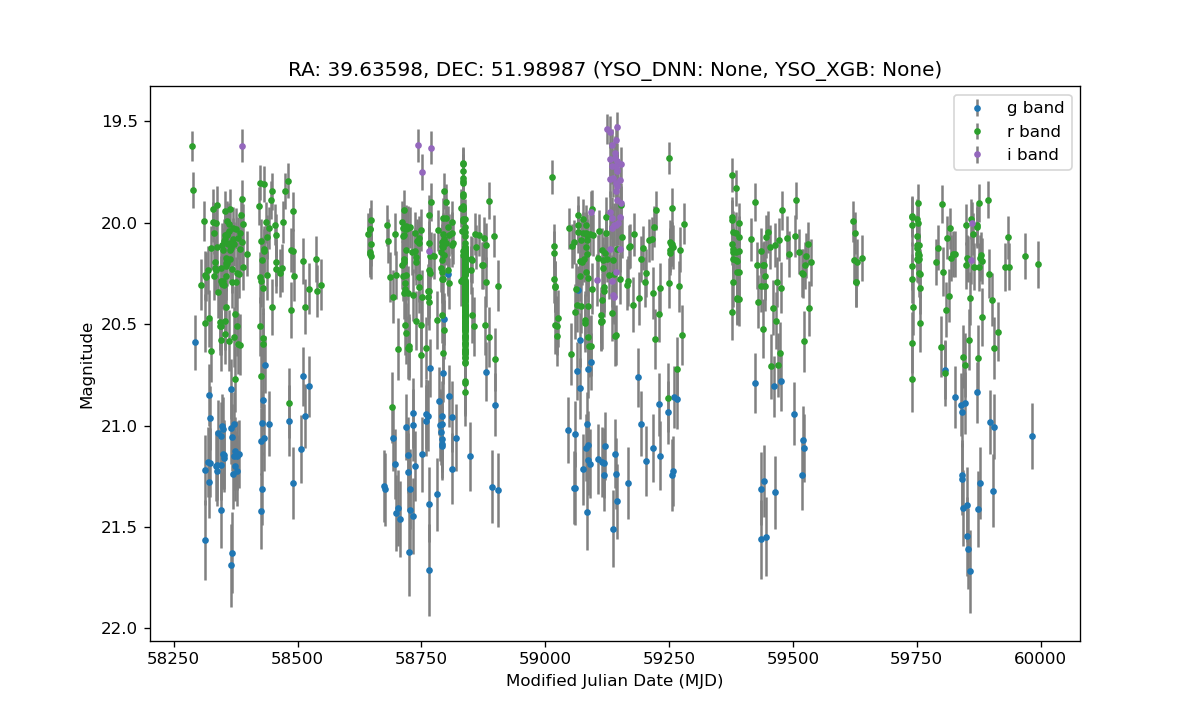 RA: 39.63598, DEC: 51.98987 (YSO_DNN: None, YSO_XGB: None)
g band
r band
i band
19.5
20.0
20.5
21.0
21.5
22.0
Magnitude
58250 58500 58750 59000 59250 59500 59750 60000
Modified Julian Date (MJD)